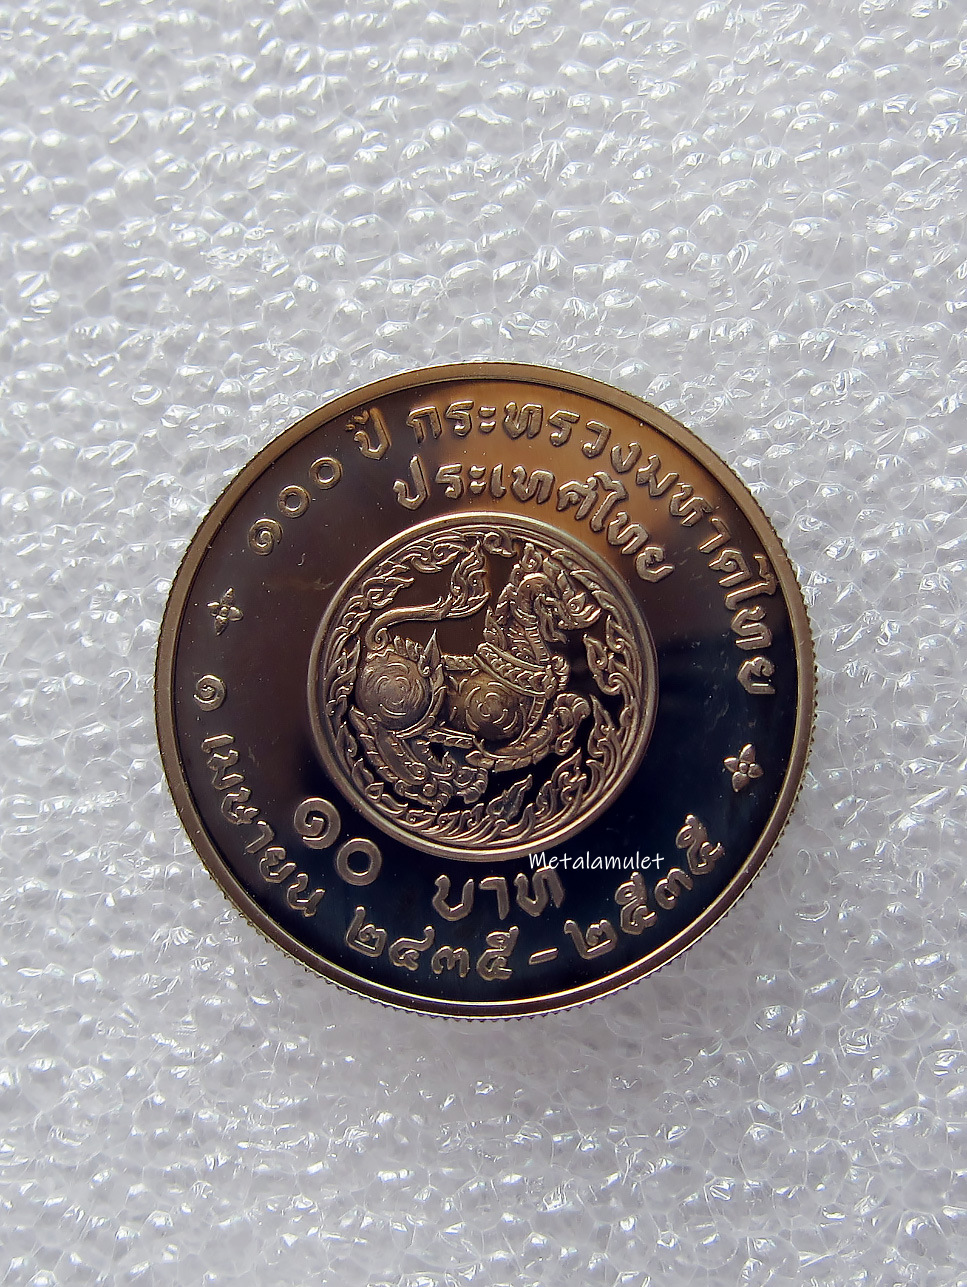 ๑๐๐ ปี กระทรวงมหาดไทย
ประเทศไทย
๑๐ บาท
๑ เมษายน ๒๔๓๕ - ๒๕๓๕
Metalamulet